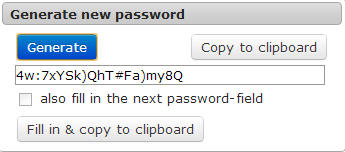 Generate new password
Generate Copy to clipboard
4w:7xYSk)QhT#Fa)my8Q
also fill in the next password-field
Fill in & copy to clipboard